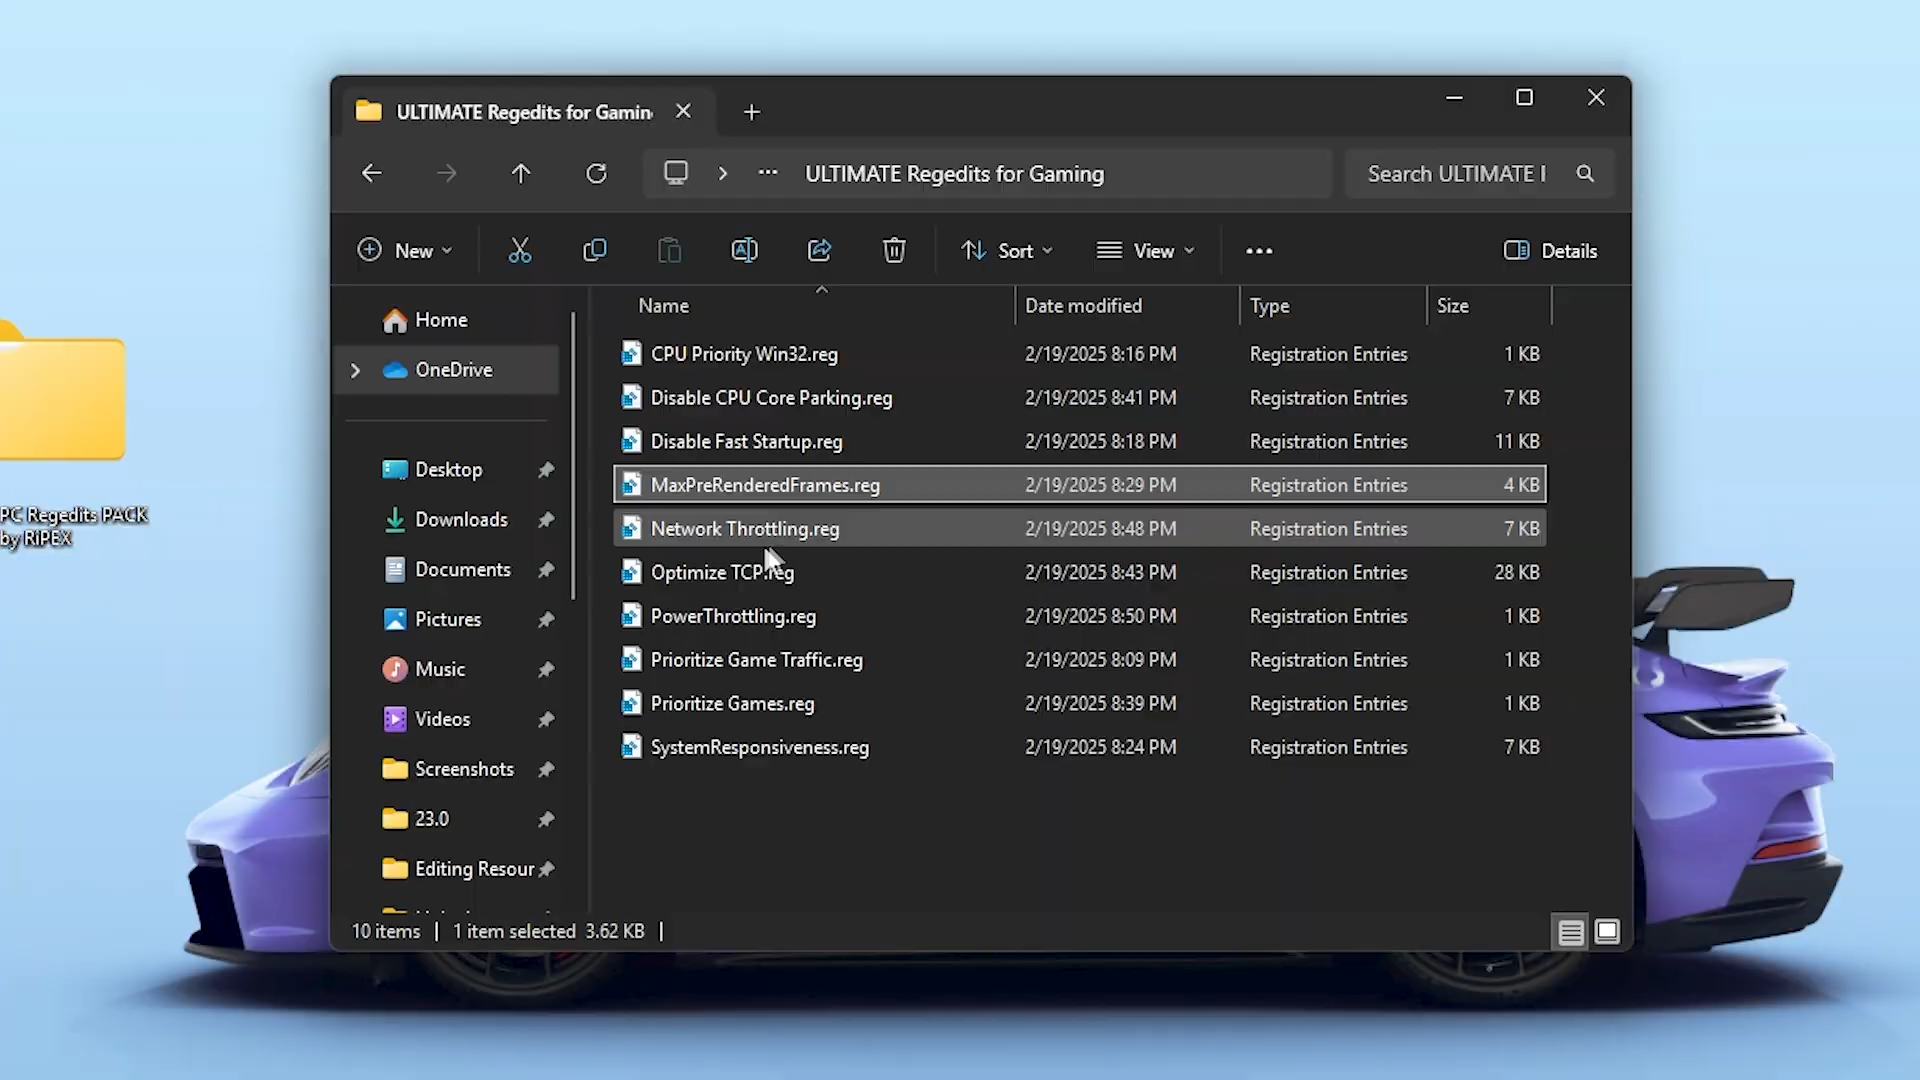 ULTIMATE Regedits for Gamin
ULTIMATE Regedits for Gaming
Search ULTIMATE
New
Sort
View
Details
Home
OneDrive
Desktop
Downloads
Documents
Pictures
Music
Videos
Screenshots
23.0
Editing Resour
Name Date modified Type Size
CPU Priority Win32.reg 2/19/2025 8:16 PM Registration Entries 1 KB
Disable CPU Core Parking.reg 2/19/2025 8:41 PM Registration Entries 7 KB
Disable Fast Startup.reg 2/19/2025 8:18 PM Registration Entries 11 KB
MaxPreRenderedFrames.reg 2/19/2025 8:29 PM Registration Entries 4 KB
Network Throttling.reg 2/19/2025 8:48 PM Registration Entries 7 KB
Optimize TCP.reg 2/19/2025 8:43 PM Registration Entries 28 KB
PowerThrottling.reg 2/19/2025 8:50 PM Registration Entries 1 KB
Prioritize Game Traffic.reg 2/19/2025 8:09 PM Registration Entries 1 KB
Prioritize Games.reg 2/19/2025 8:39 PM Registration Entries 1 KB
SystemResponsiveness.reg 2/19/2025 8:24 PM Registration Entries 7 KB
10 items | 1 item selected 3.62 KB |
PC Regedits PACK
by RiPEX